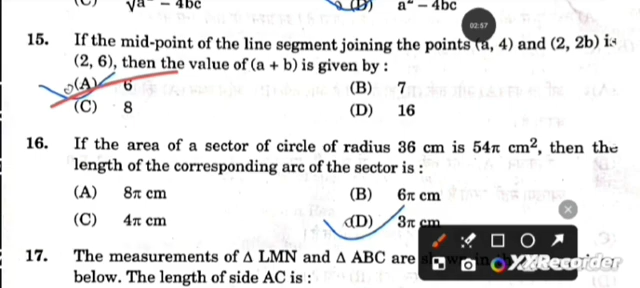 (C) √a² – 4bc (D) a² – 4bc
02:57
15. If the mid-point of the line segment joining the points (a, 4) and (2, 2b) is
(2, 6), then the value of (a + b) is given by :
(A) 6 (B) 7
(C) 8 (D) 16
16. If the area of a sector of circle of radius 36 cm is 54π cm², then the
length of the corresponding arc of the sector is :
(A) 8π cm (B) 6π cm
(C) 4π cm (D) 3π cm
17. The measurements of Δ LMN and Δ ABC are
below. The length of side AC is :
XRecorder